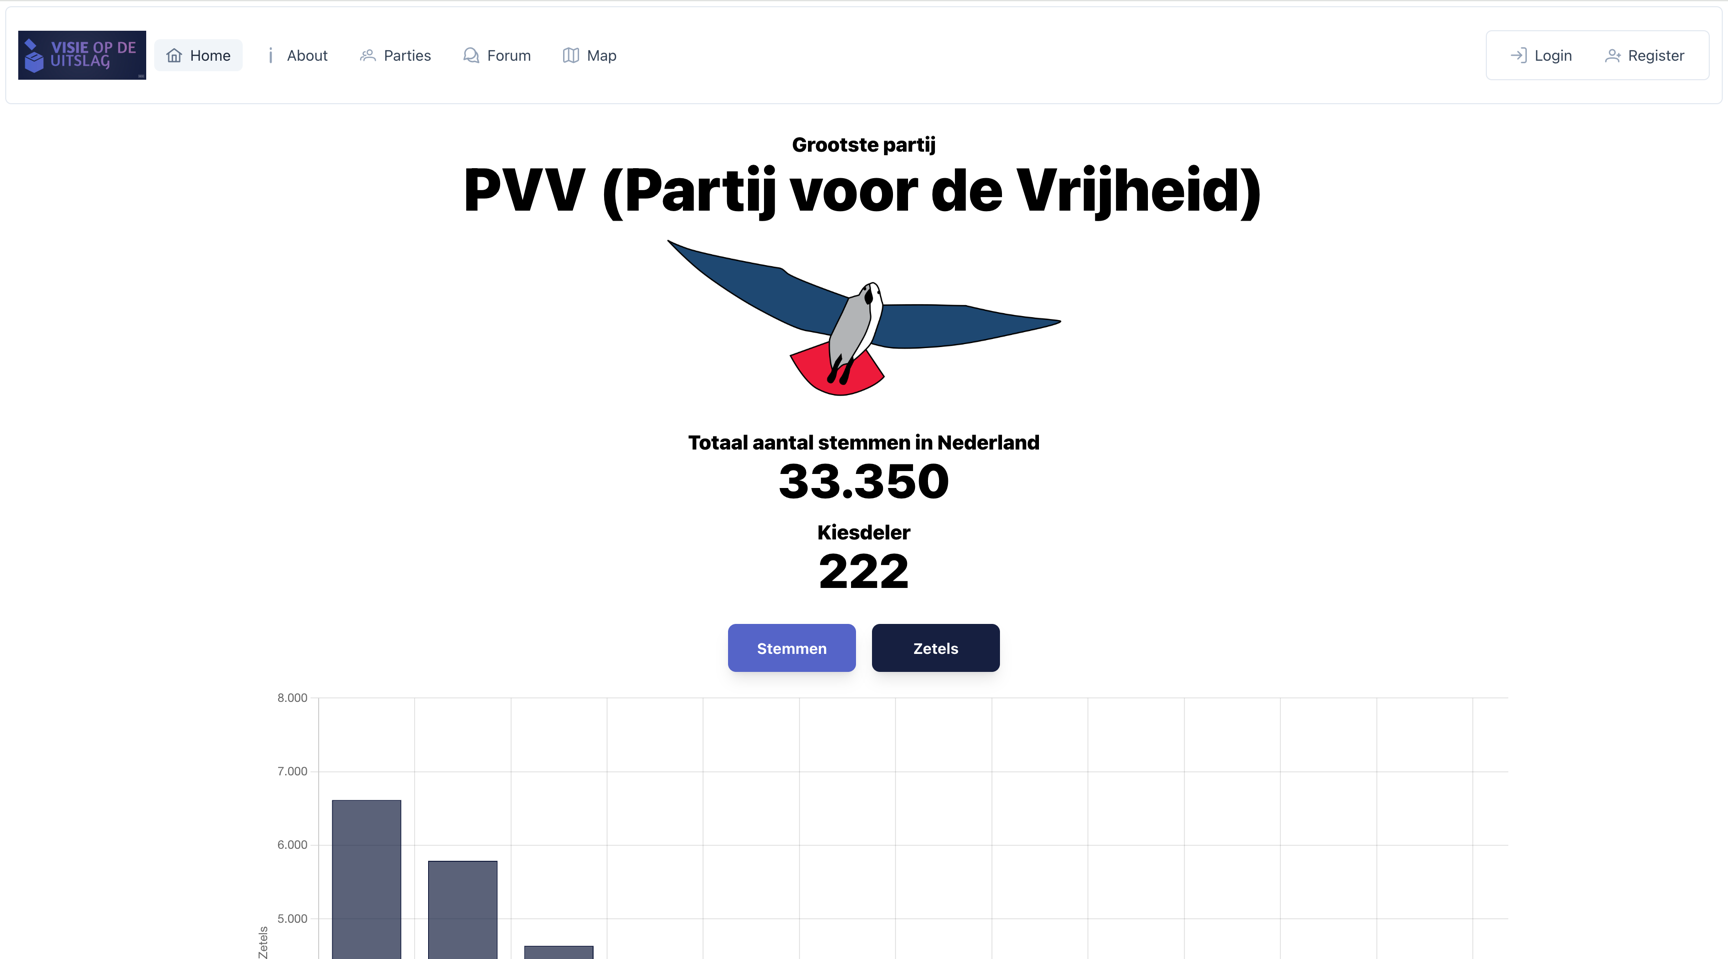 VISIE OP DE
UITSLAG
Home
About
Parties
Forum
Map
Login
Register
Grootste partij
PVV (Partij voor de Vrijheid)
Totaal aantal stemmen in Nederland
33.350
Kiesdeler
222
Stemmen
Zetels
8.000
7.000
6.000
5.000
Zetels